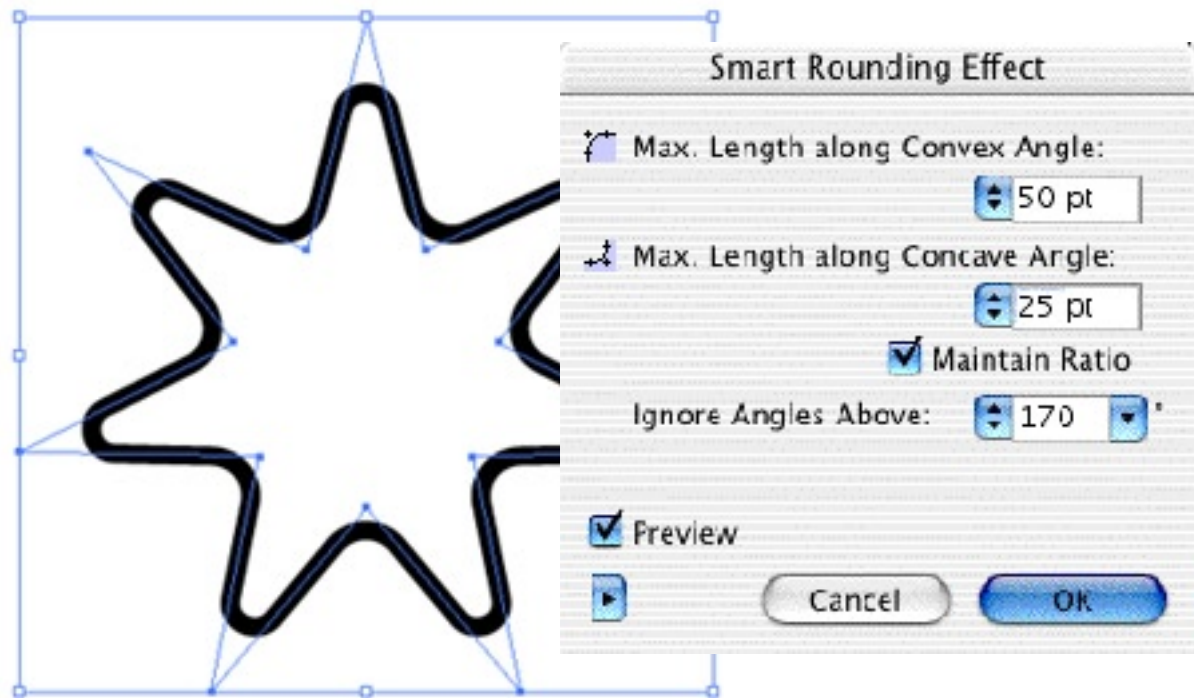 Smart Rounding Effect
Max. Length along Convex Angle:
50 pt
Max. Length along Concave Angle:
25 pt
Maintain Ratio
Ignore Angles Above: 170 °
Preview
Cancel OK